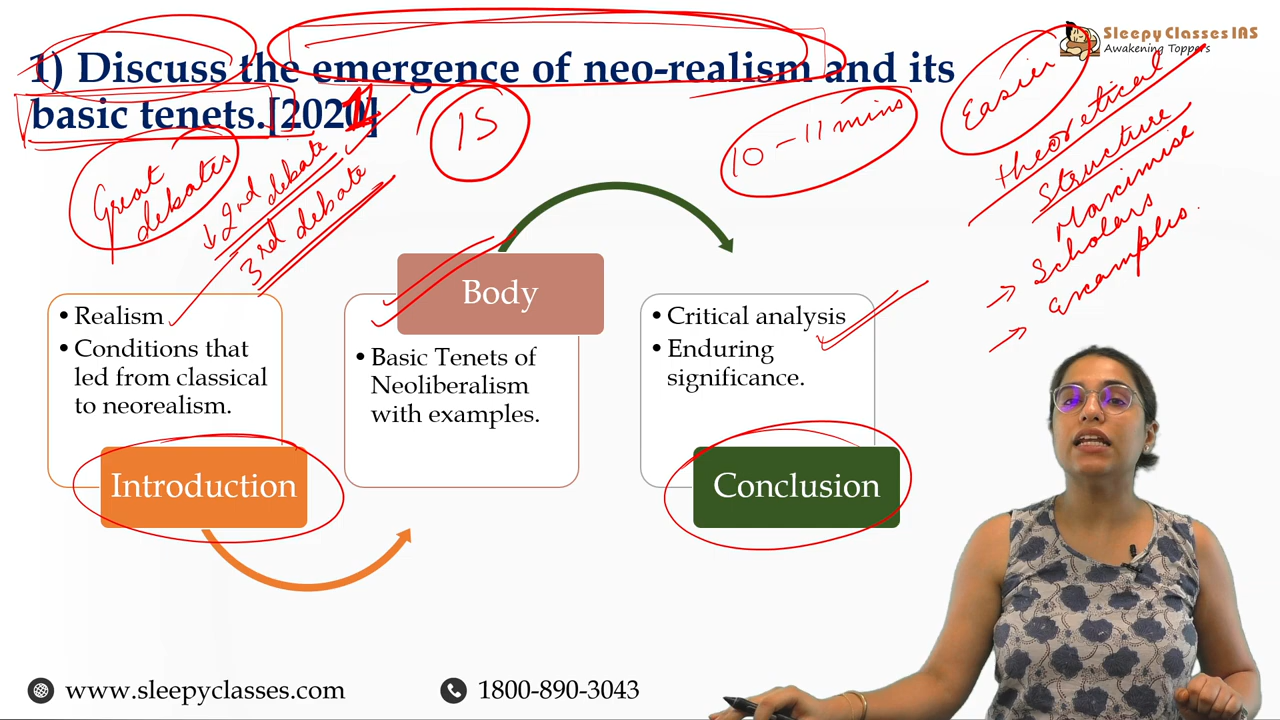 Sleepy Classes IAS
Awakening Toppers
1) Discuss the emergence of neo-realism and its
basic tenets.[2021]
15
10-11 mins
Easier
theoretical
Structure
Maximise
→ Scholars
→ examples.
Great
debates
↓ 2nd debate
3rd debate
• Realism
• Conditions that
led from classical
to neorealism.
Introduction
Body
• Basic Tenets of
Neoliberalism
with examples.
• Critical analysis
• Enduring
significance.
Conclusion
www.sleepyclasses.com
1800-890-3043